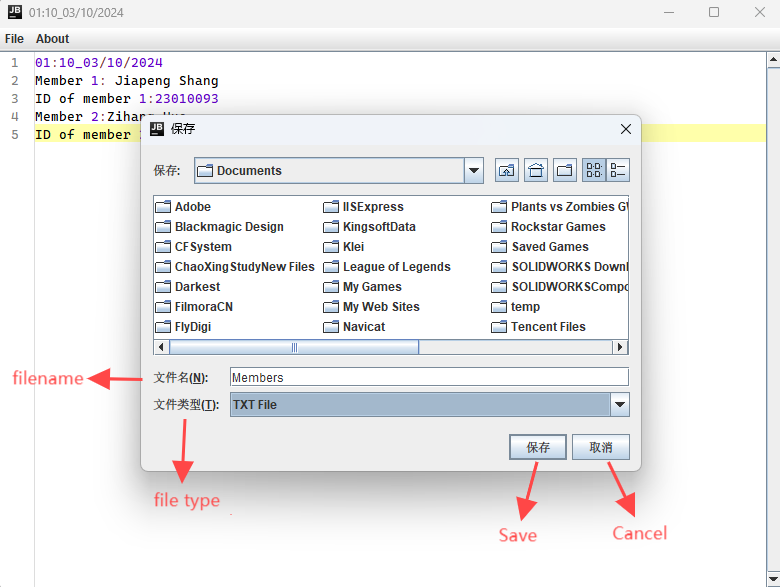 JB 01:10_03/10/2024
File About
1 01:10_03/10/2024
2 Member 1: Jiapeng Shang
3 ID of member 1:23010093
4 Member 2:Zihang
5 ID of member
JB 保存
保存: Documents
Adobe IISExpress Plants vs Zombies G
Blackmagic Design KingsoftData Rockstar Games
CFSystem Klei Saved Games
ChaoXingStudyNew Files League of Legends SOLIDWORKS Downl
Darkest My Games SOLIDWORKSCompo
FilmoraCN My Web Sites temp
FlyDigi Navicat Tencent Files
filename
文件名(N): Members
文件类型(T): TXT File
保存 取消
file type
Save Cancel